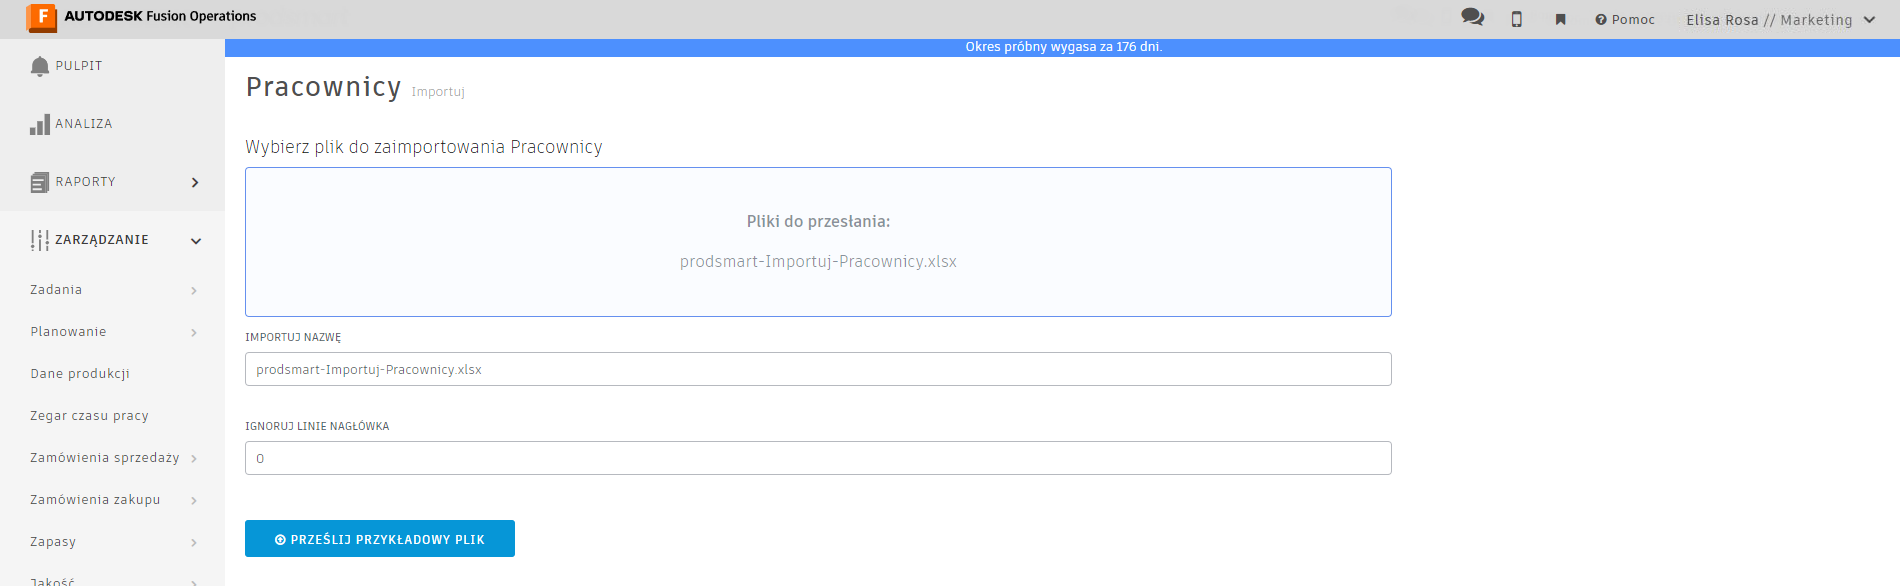 F AUTODESK Fusion Operations
Pomoc
Elisa Rosa // Marketing
Okres próbny wygasa za 176 dni.
PULPIT
ANALIZA
RAPORTY
ZARZĄDZANIE
Zadania
Planowanie
Dane produkcji
Zegar czasu pracy
Zamówienia sprzedaży
Zamówienia zakupu
Zapasy
Jakość
Pracownicy Importuj
Wybierz plik do zaimportowania Pracownicy
Pliki do przesłania:
prodsmart-Importuj-Pracownicy.xlsx
IMPORTUJ NAZWĘ
prodsmart-Importuj-Pracownicy.xlsx
IGNORUJ LINIE NAGŁÓWKA
0
PRZEŚLIJ PRZYKŁADOWY PLIK